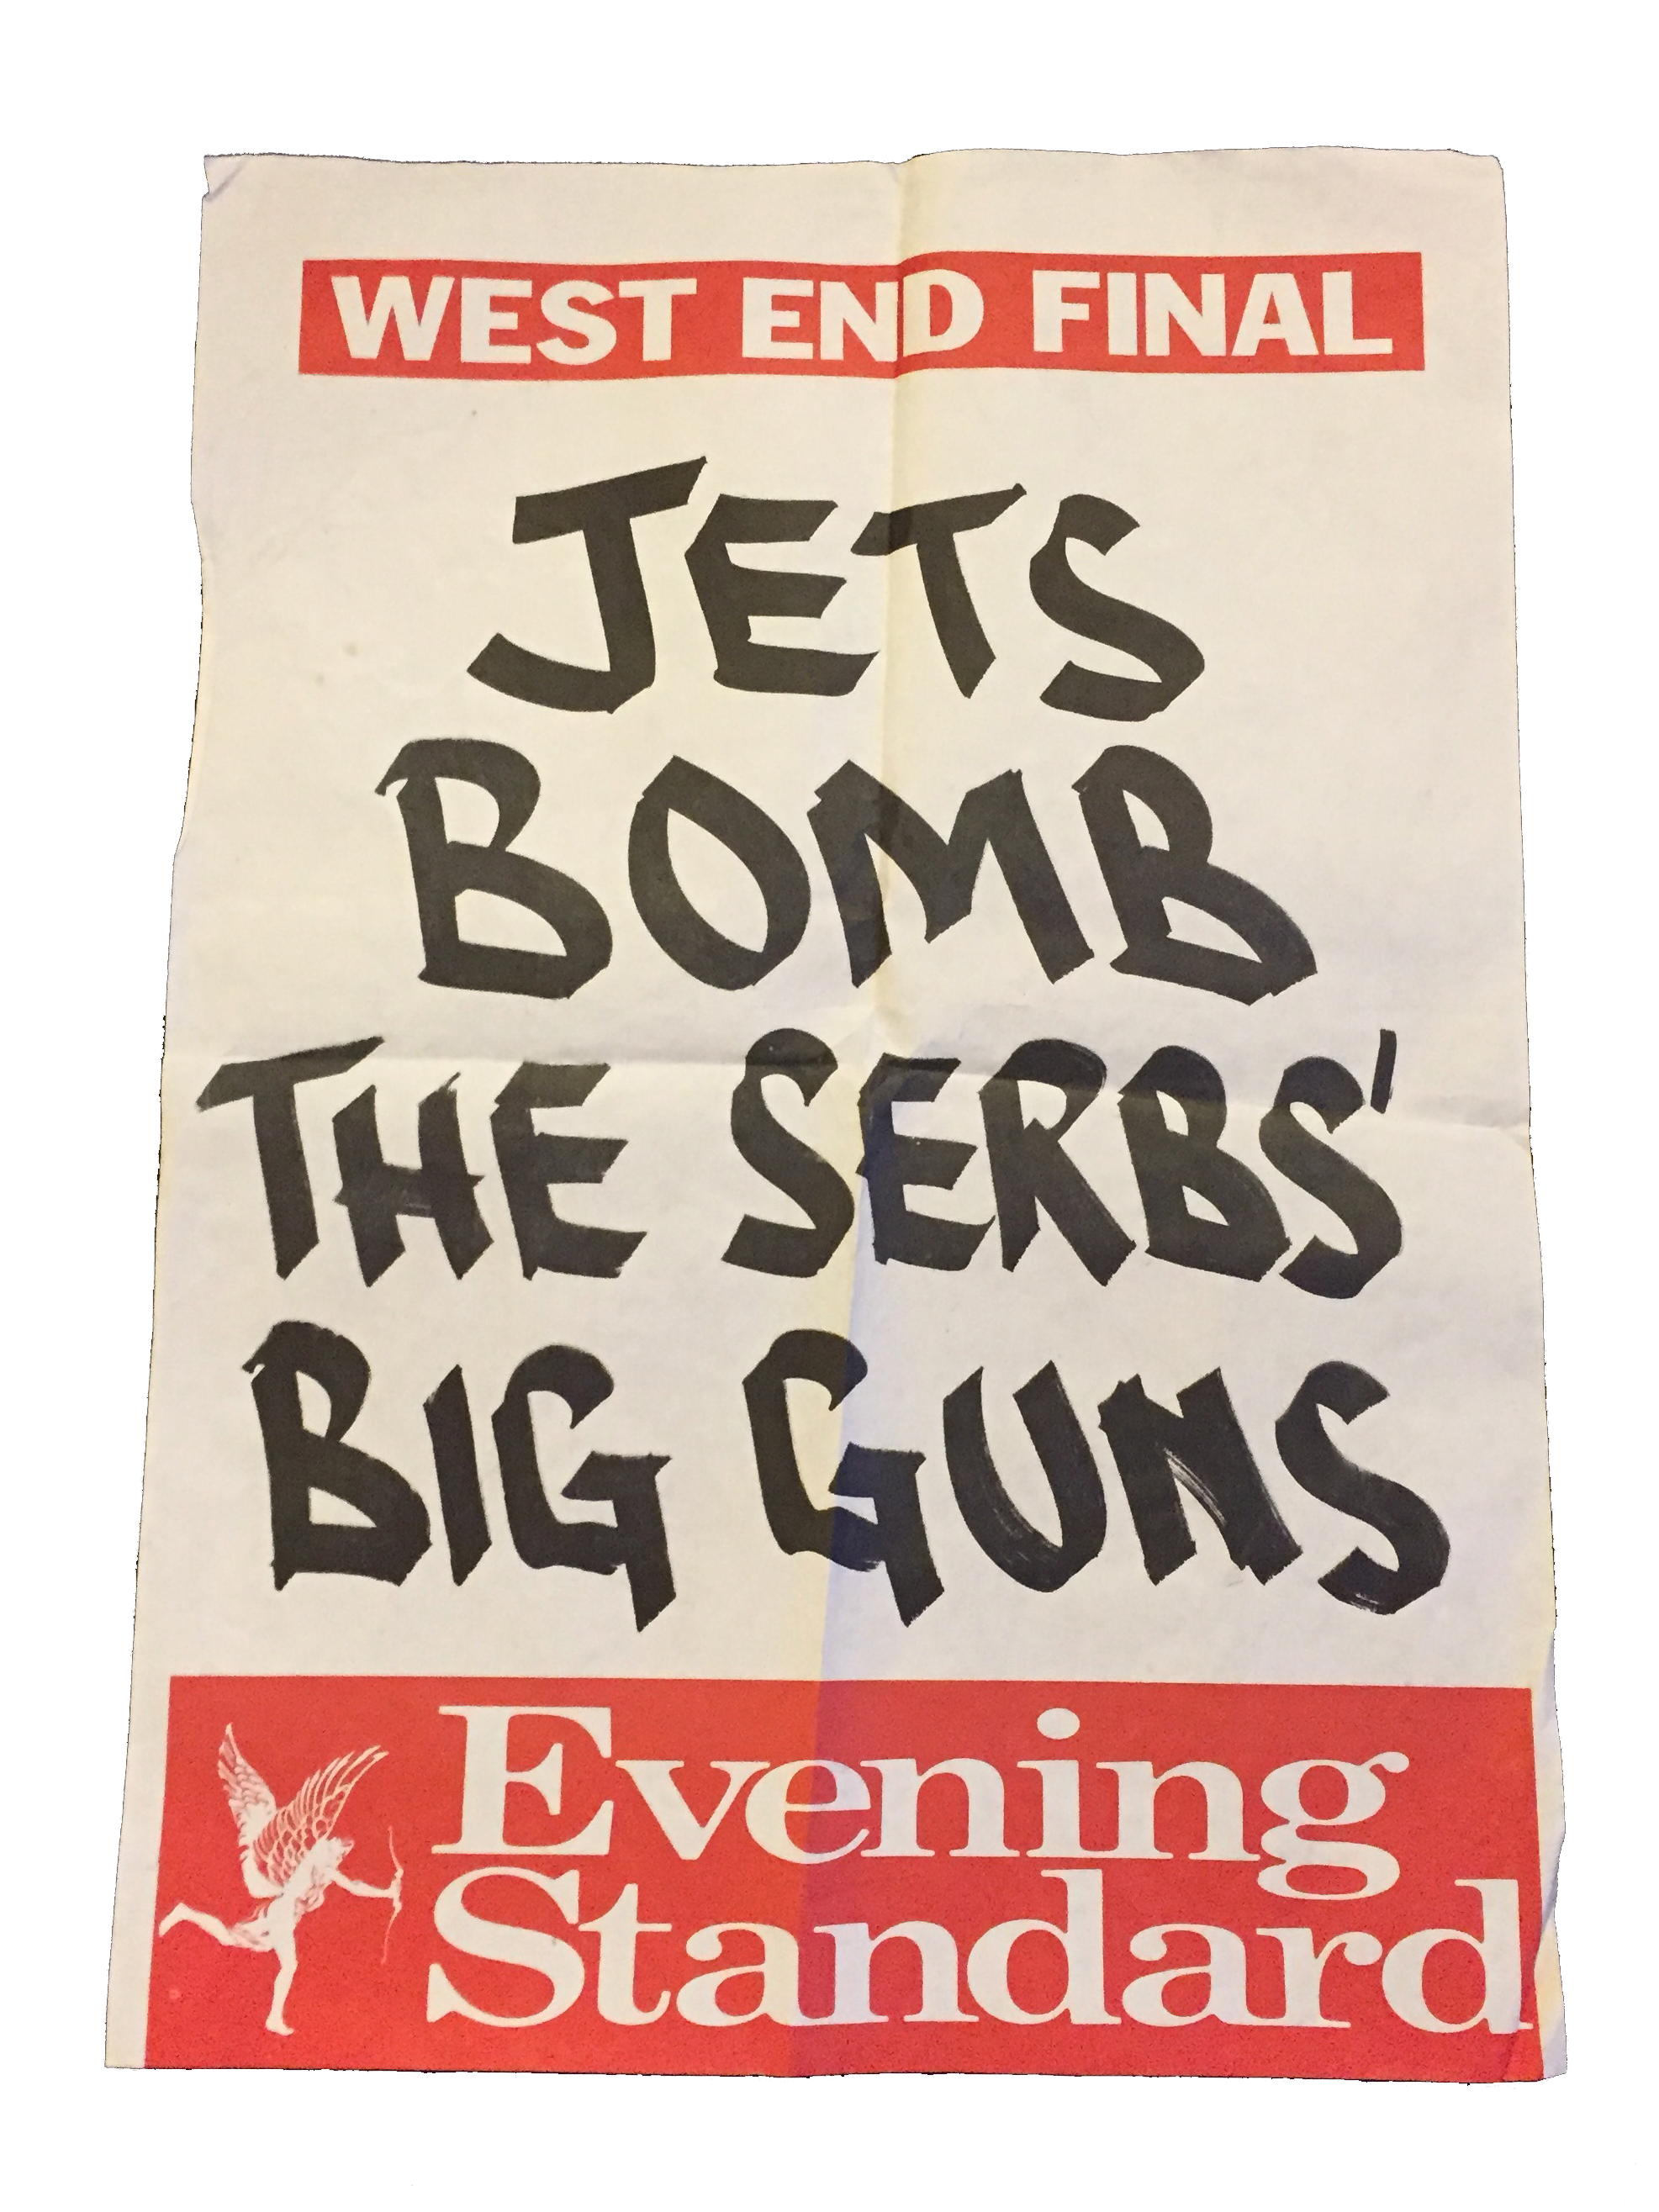 WEST END FINAL
JETS
BOMB
THE SERBS'
BIG GUNS
Evening
Standard